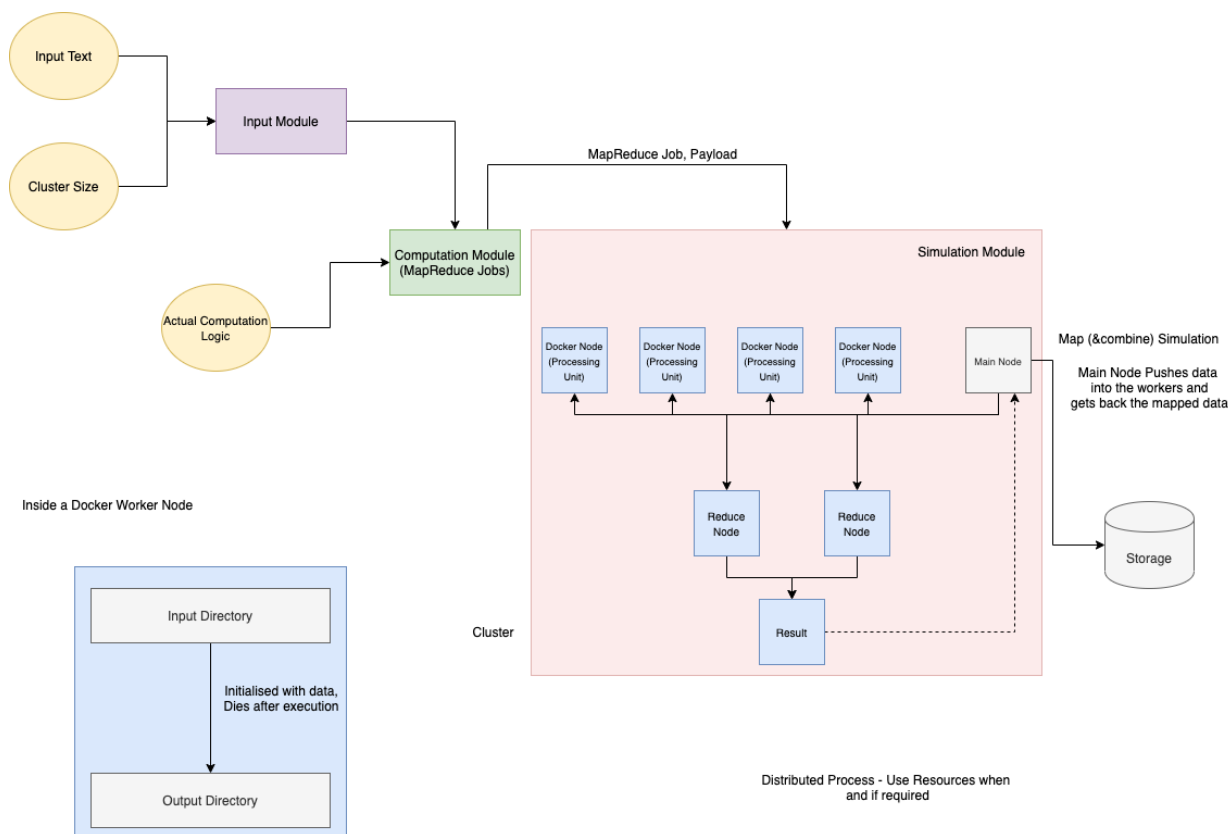 Input Text
Input Module
Cluster Size
MapReduce Job, Payload
Computation Module
(MapReduce Jobs)
Simulation Module
Actual Computation
Logic
Docker Node
(Processing
Unit)
Docker Node
(Processing
Unit)
Docker Node
(Processing
Unit)
Docker Node
(Processing
Unit)
Main Node
Map (&combine) Simulation
Main Node Pushes data
into the workers and
gets back the mapped data
Inside a Docker Worker Node
Reduce
Node
Reduce
Node
Storage
Input Directory
Cluster
Result
Initialised with data,
Dies after execution
Output Directory
Distributed Process - Use Resources when
and if required